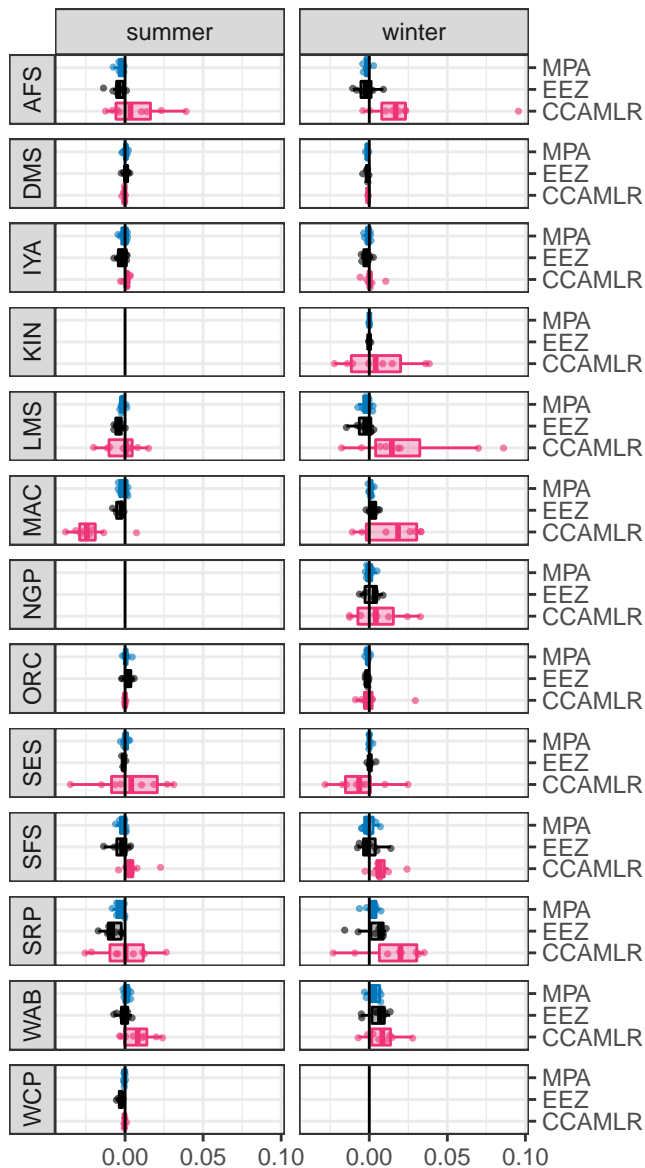 summer winter
AFS
MPA
EEZ
CCAMLR
DMS
MPA
EEZ
CCAMLR
IYA
MPA
EEZ
CCAMLR
KIN
MPA
EEZ
CCAMLR
LMS
MPA
EEZ
CCAMLR
MAC
MPA
EEZ
CCAMLR
NGP
MPA
EEZ
CCAMLR
ORC
MPA
EEZ
CCAMLR
SES
MPA
EEZ
CCAMLR
SFS
MPA
EEZ
CCAMLR
SRP
MPA
EEZ
CCAMLR
WAB
MPA
EEZ
CCAMLR
WCP
MPA
EEZ
CCAMLR
0.00 0.05 0.10 0.00 0.05 0.10